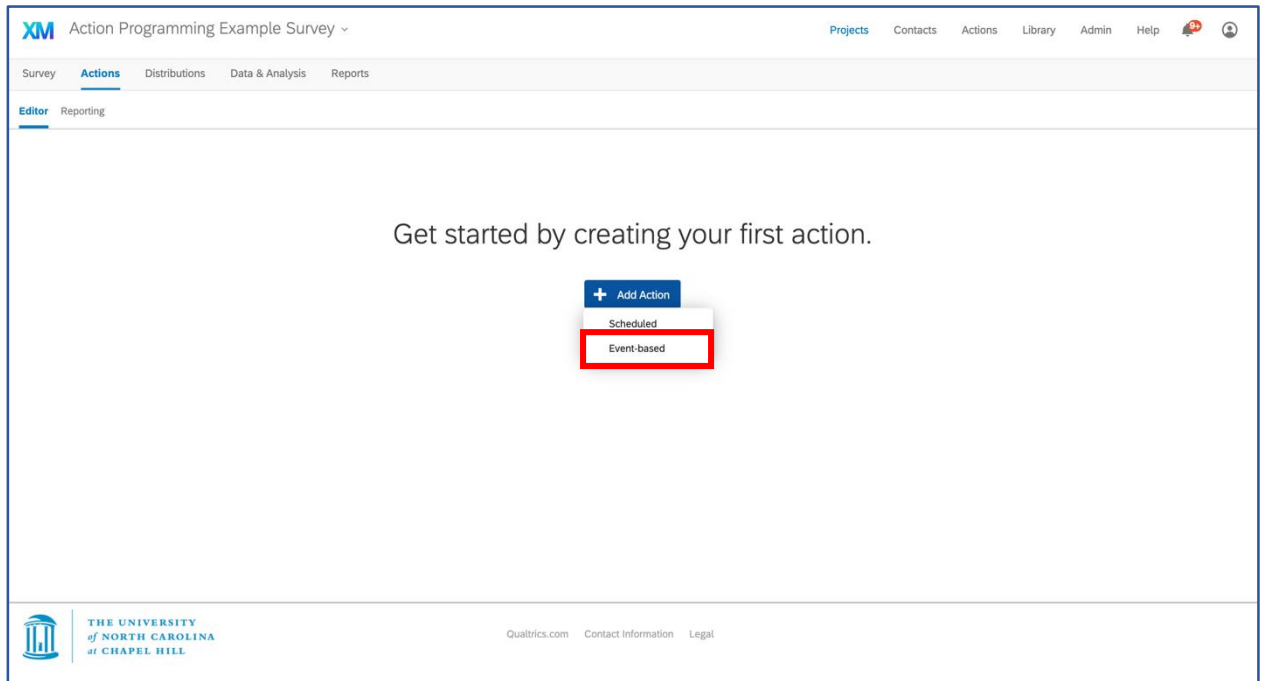 XM Action Programming Example Survey
Projects Contacts Actions Library Admin Help 9+
Survey Actions Distributions Data & Analysis Reports
Editor Reporting
Get started by creating your first action.
+ Add Action
Scheduled
Event-based
THE UNIVERSITY
of NORTH CAROLINA
at CHAPEL HILL
Qualtrics.com Contact Information Legal